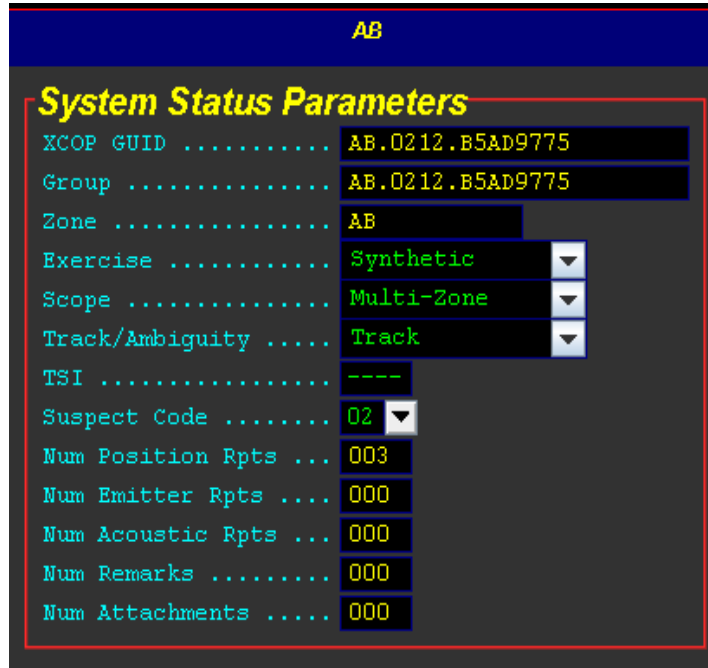 AB
System Status Parameters
XCOP GUID ........... AB.0212.B5AD9775
Group ............... AB.0212.B5AD9775
Zone ................ AB
Exercise ............ Synthetic
Scope ............... Multi-Zone
Track/Ambiguity ..... Track
TSI ................. ----
Suspect Code ........ 02
Num Position Rpts ... 003
Num Emitter Rpts .... 000
Num Acoustic Rpts ... 000
Num Remarks ......... 000
Num Attachments ..... 000